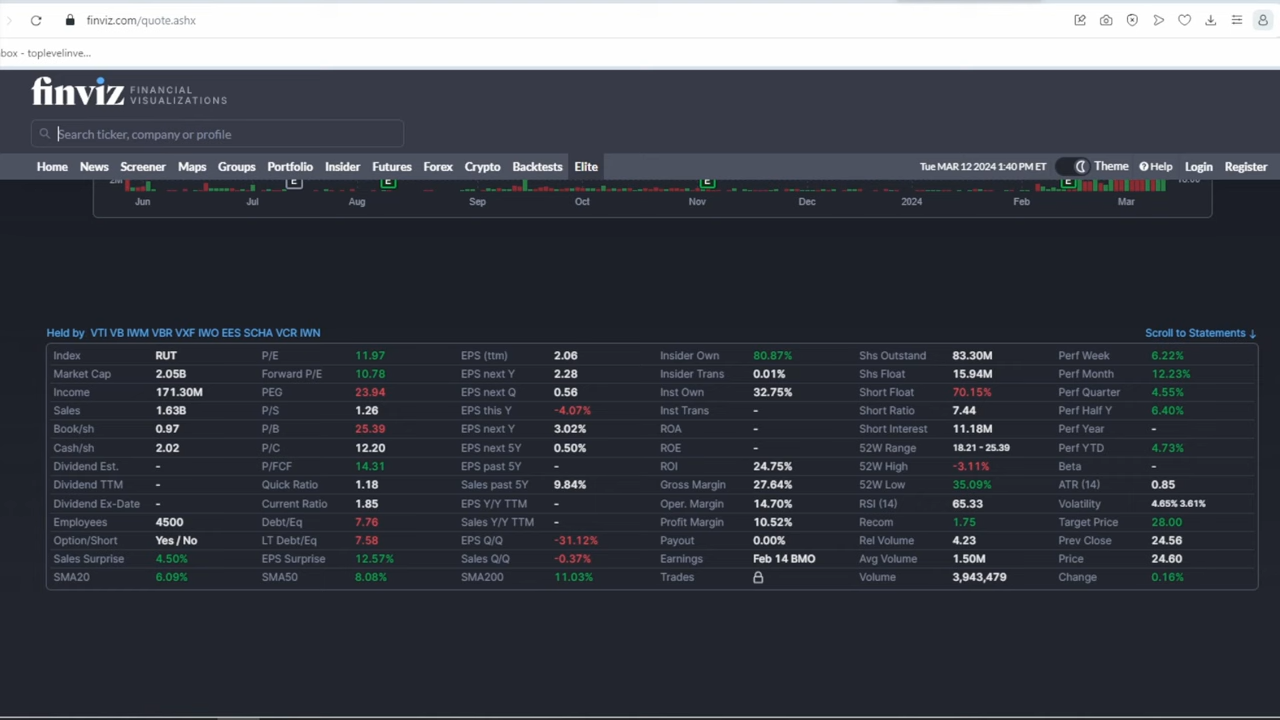 finviz.com/quote.ashx
box - toplevelinve...
finviz FINANCIAL VISUALIZATIONS
Search ticker, company or profile
Home News Screener Maps Groups Portfolio Insider Futures Forex Crypto Backtests Elite Tue MAR 12 2024 1:40 PM ET Theme Help Login Register
E E E E
Jun Jul Aug Sep Oct Nov Dec 2024 Feb Mar
Held by VTI VB IWM VBR VXF IWO EES SCHA VCR IWN Scroll to Statements ↓
Index RUT P/E 11.97 EPS (ttm) 2.06 Insider Own 80.87% Shs Outstand 83.30M Perf Week 6.22%
Market Cap 2.05B Forward P/E 10.78 EPS next Y 2.28 Insider Trans 0.01% Shs Float 15.94M Perf Month 12.23%
Income 171.30M PEG 23.94 EPS next Q 0.56 Inst Own 32.75% Short Float 70.15% Perf Quarter 4.55%
Sales 1.63B P/S 1.26 EPS this Y -4.07% Inst Trans - Short Ratio 7.44 Perf Half Y 6.40%
Book/sh 0.97 P/B 25.39 EPS next Y 3.02% ROA - Short Interest 11.18M Perf Year -
Cash/sh 2.02 P/C 12.20 EPS next 5Y 0.50% ROE - 52W Range 18.21 - 25.39 Perf YTD 4.73%
Dividend Est. - P/FCF 14.31 EPS past 5Y - ROI 24.75% 52W High -3.11% Beta -
Dividend TTM - Quick Ratio 1.18 Sales past 5Y 9.84% Gross Margin 27.64% 52W Low 35.09% ATR (14) 0.85
Dividend Ex-Date - Current Ratio 1.85 EPS Y/Y TTM - Oper. Margin 14.70% RSI (14) 65.33 Volatility 4.65% 3.61%
Employees 4500 Debt/Eq 7.76 Sales Y/Y TTM - Profit Margin 10.52% Recom 1.75 Target Price 28.00
Option/Short Yes / No LT Debt/Eq 7.58 EPS Q/Q -31.12% Payout 0.00% Rel Volume 4.23 Prev Close 24.56
Sales Surprise 4.50% EPS Surprise 12.57% Sales Q/Q -0.37% Earnings Feb 14 BMO Avg Volume 1.50M Price 24.60
SMA20 6.09% SMA50 8.08% SMA200 11.03% Trades Volume 3,943,479 Change 0.16%